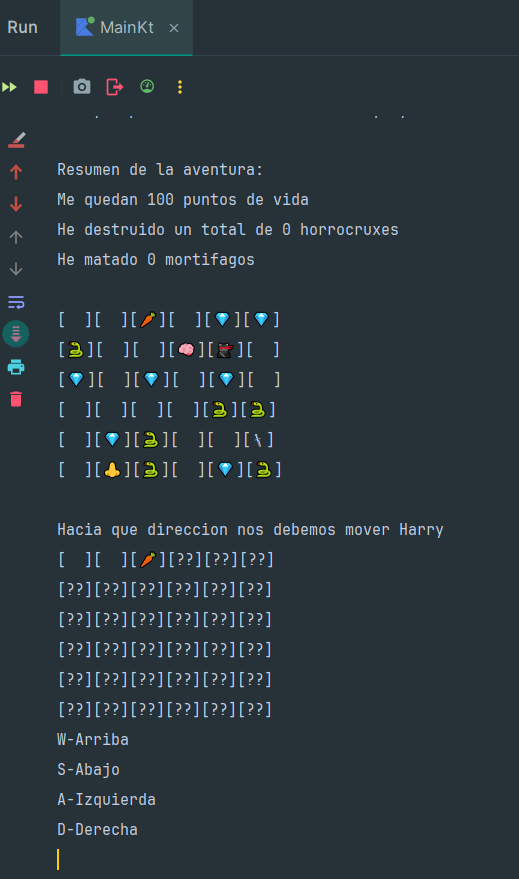 Run MainKt ×
Resumen de la aventura:
Me quedan 100 puntos de vida
He destruido un total de 0 horrocruxes
He matado 0 mortifagos
[  ][  ][🥕][  ][💎][💎]
[🐍][  ][  ][🧠][][  ]
[💎][  ][💎][  ][💎][  ]
[  ][  ][  ][  ][🐍][🐍]
[  ][💎][🐍][  ][  ][]
[  ][👃][🐍][  ][💎][🐍]
Hacia que direccion nos debemos mover Harry
[  ][  ][🥕][??][??][??]
[??][??][??][??][??][??]
[??][??][??][??][??][??]
[??][??][??][??][??][??]
[??][??][??][??][??][??]
[??][??][??][??][??][??]
W-Arriba
S-Abajo
A-Izquierda
D-Derecha